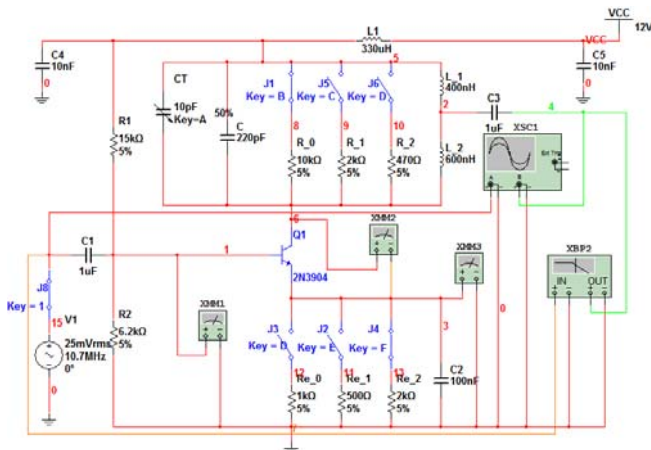 VCC
12V
L1
330uH
VCC
C4
10nF
0
C5
10nF
0
5
CT
10pF
Key=A
50%
C
220pF
J1
Key = B
J5
Key = C
J6
Key = D
L_1
400nH
2
C3
1uF
4
XSC1
Ext Trig
A
B
R1
15kΩ
5%
8
R_0
10kΩ
5%
9
R_1
2kΩ
5%
10
R_2
470Ω
5%
L_2
600nH
6
Q1
2N3904
XMM2
XMM3
XBP2
IN
OUT
C1
1uF
1
J8
Key = 1
15
V1
25mVrms
10.7MHz
0°
0
R2
6.2kΩ
5%
XMM1
J3
Key = D
J2
Key = E
J4
Key = F
3
C2
100nF
0
12
Re_0
1kΩ
5%
11
Re_1
500Ω
5%
13
Re_2
2kΩ
5%
7